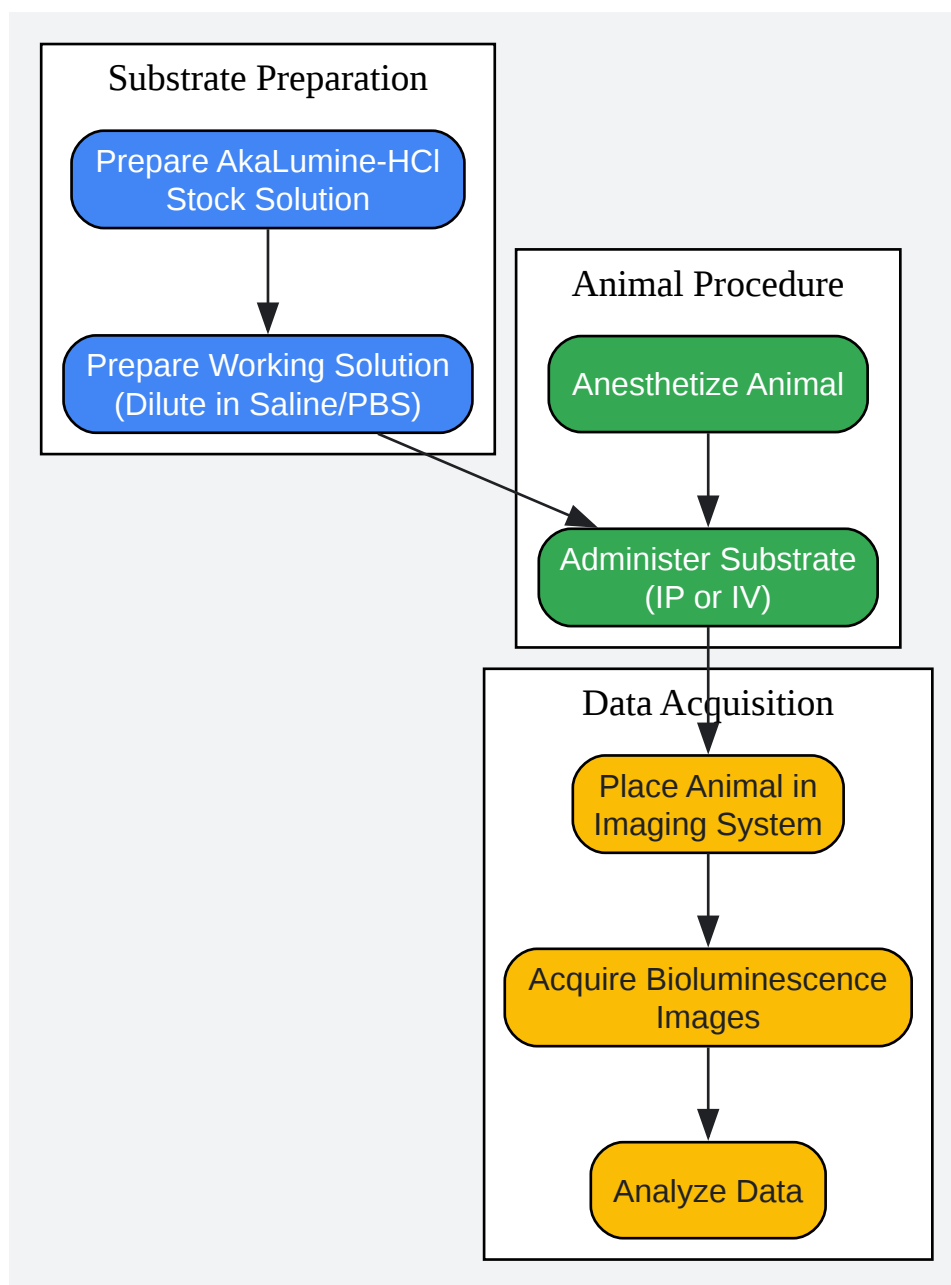 Substrate Preparation
Prepare AkaLumine-HCl
Stock Solution
Prepare Working Solution
(Dilute in Saline/PBS)
Animal Procedure
Anesthetize Animal
Administer Substrate
(IP or IV)
Data Acquisition
Place Animal in
Imaging System
Acquire Bioluminescence
Images
Analyze Data